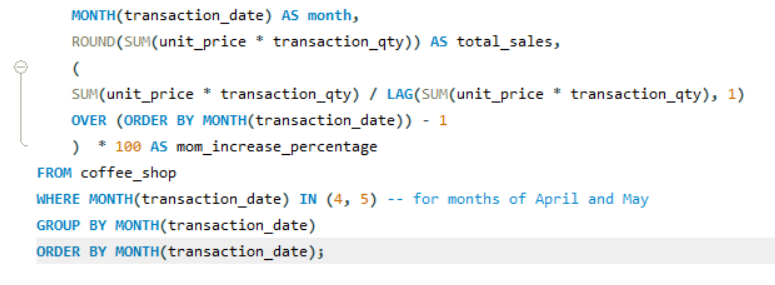 MONTH(transaction_date) AS month,
ROUND(SUM(unit_price * transaction_qty)) AS total_sales,
(
SUM(unit_price * transaction_qty) / LAG(SUM(unit_price * transaction_qty), 1)
OVER (ORDER BY MONTH(transaction_date)) - 1
) * 100 AS mom_increase_percentage
FROM coffee_shop
WHERE MONTH(transaction_date) IN (4, 5) -- for months of April and May
GROUP BY MONTH(transaction_date)
ORDER BY MONTH(transaction_date);